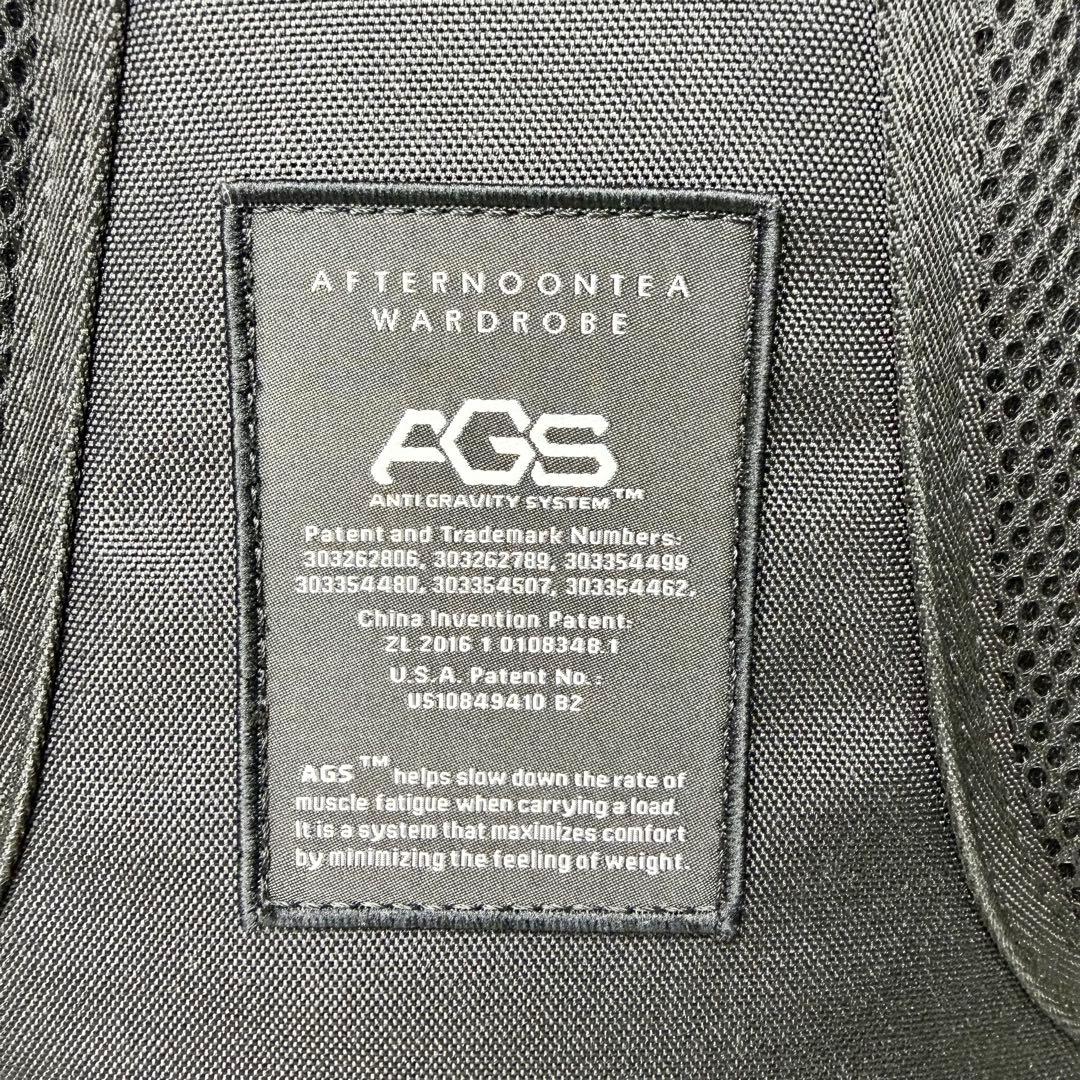 AFTERNOONTEA
WARDROBE
AGS
ANTI GRAVITY SYSTEM™
Patent and Trademark Numbers:
303262806, 303262789, 303354499
303354480, 303354507, 303354462,
China Invention Patent:
ZL 2016 1 0108348.1
U.S.A. Patent No.:
US10849410 B2
AGS™ helps slow down the rate of
muscle fatigue when carrying a load.
It is a system that maximizes comfort
by minimizing the feeling of weight.